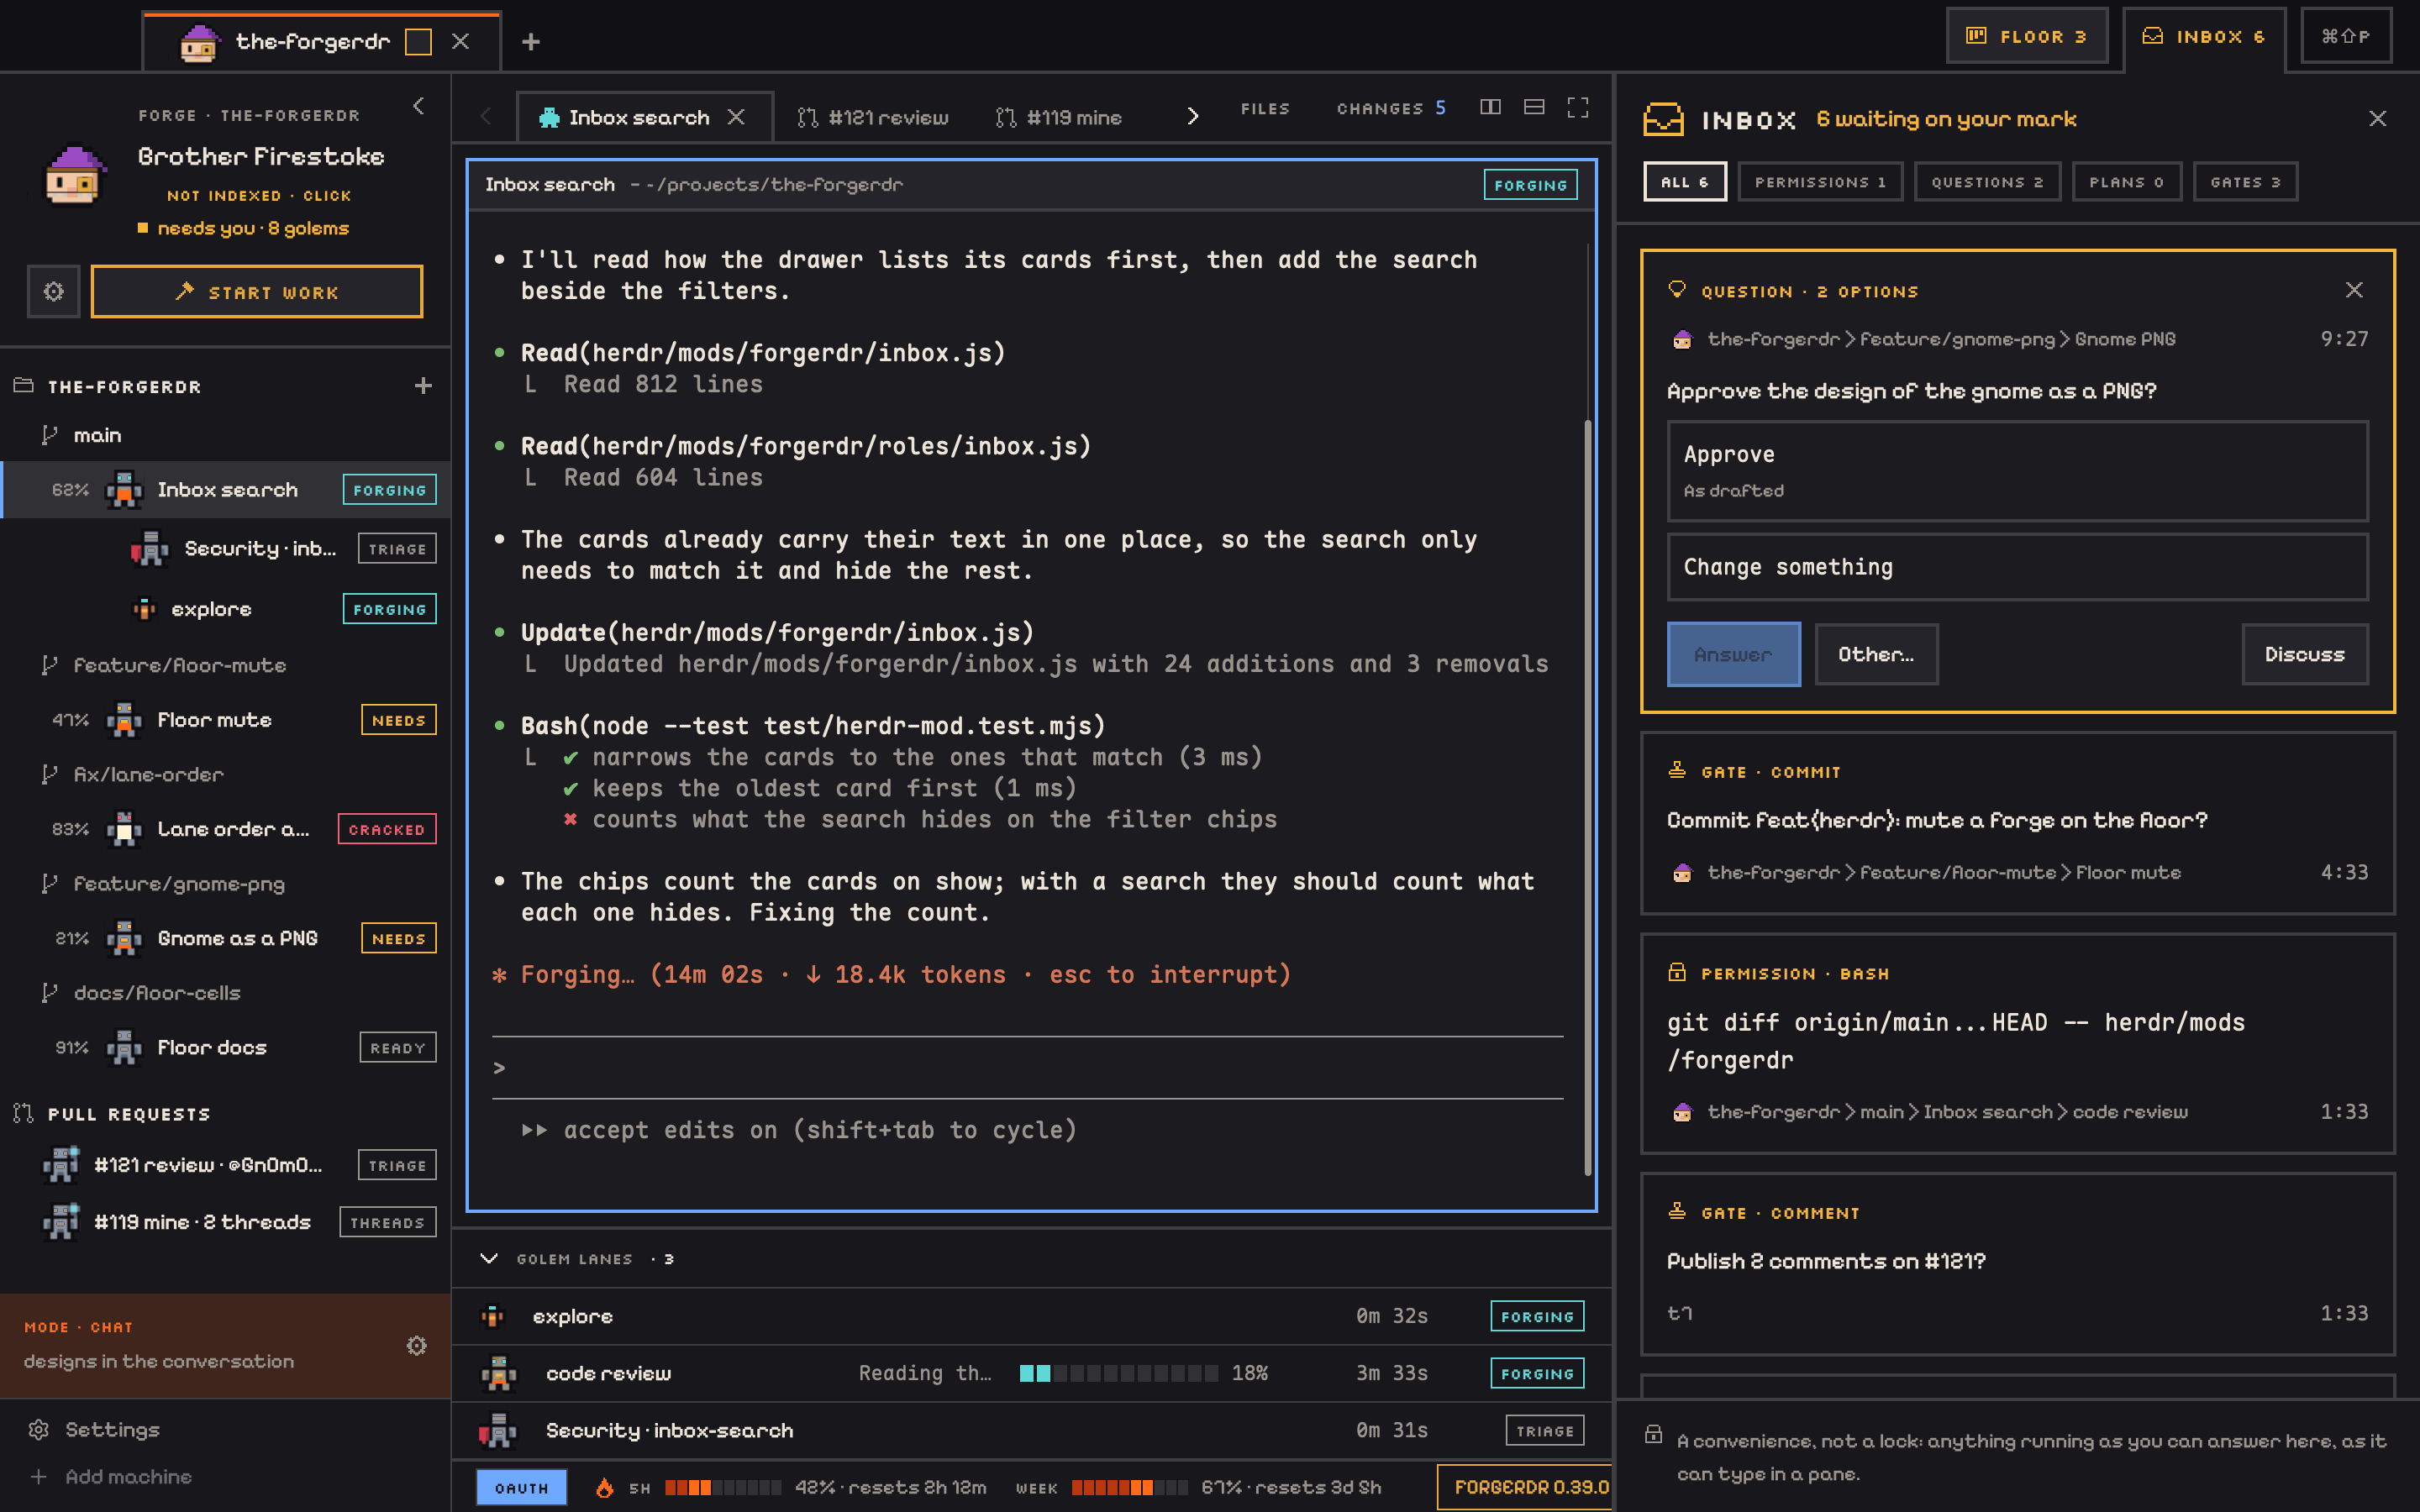 the-forgerdr
FLOOR 3
INBOX 6
⌘⇧P
FORGE · THE-FORGERDR
Brother Firestoke
NOT INDEXED · CLICK
needs you · 8 golems
START WORK
THE-FORGERDR
main
62% Inbox search FORGING
Security · inb... TRIAGE
explore FORGING
feature/floor-mute
47% Floor mute NEEDS
fix/lane-order
83% Lane order a... CRACKED
feature/gnome-png
21% Gnome as a PNG NEEDS
docs/floor-cells
91% Floor docs READY
PULL REQUESTS
#121 review · @Gn0m0... TRIAGE
#119 mine · 2 threads THREADS
MODE · CHAT
designs in the conversation
Settings
Add machine
Inbox search
#121 review
#119 mine
FILES
CHANGES 5
Inbox search - ~/projects/the-forgerdr FORGING
• I'll read how the drawer lists its cards first, then add the search
beside the filters.
• Read(herdr/mods/forgerdr/inbox.js)
L Read 812 lines
• Read(herdr/mods/forgerdr/roles/inbox.js)
L Read 604 lines
• The cards already carry their text in one place, so the search only
needs to match it and hide the rest.
• Update(herdr/mods/forgerdr/inbox.js)
L Updated herdr/mods/forgerdr/inbox.js with 24 additions and 3 removals
• Bash(node --test test/herdr-mod.test.mjs)
L ✔ narrows the cards to the ones that match (3 ms)
✔ keeps the oldest card first (1 ms)
✖ counts what the search hides on the filter chips
• The chips count the cards on show; with a search they should count what
each one hides. Fixing the count.
✻ Forging… (14m 02s · ↓ 18.4k tokens · esc to interrupt)
>
▸▸ accept edits on (shift+tab to cycle)
GOLEM LANES · 3
explore 0m 32s FORGING
code review Reading th… 18% 3m 33s FORGING
Security · inbox-search 0m 31s TRIAGE
OAUTH 5H 42% · resets 2h 12m WEEK 67% · resets 3d 8h FORGERDR 0.39.0
INBOX 6 waiting on your mark
ALL 6 PERMISSIONS 1 QUESTIONS 2 PLANS 0 GATES 3
QUESTION · 2 OPTIONS
the-forgerdr > feature/gnome-png > Gnome PNG 9:27
Approve the design of the gnome as a PNG?
Approve
As drafted
Change something
Answer Other... Discuss
GATE · COMMIT
Commit feat(herdr): mute a forge on the floor?
the-forgerdr > feature/floor-mute > Floor mute 4:33
PERMISSION · BASH
git diff origin/main...HEAD -- herdr/mods
/forgerdr
the-forgerdr > main > Inbox search > code review 1:33
GATE · COMMENT
Publish 2 comments on #121?
t7 1:33
A convenience, not a lock: anything running as you can answer here, as it
can type in a pane.